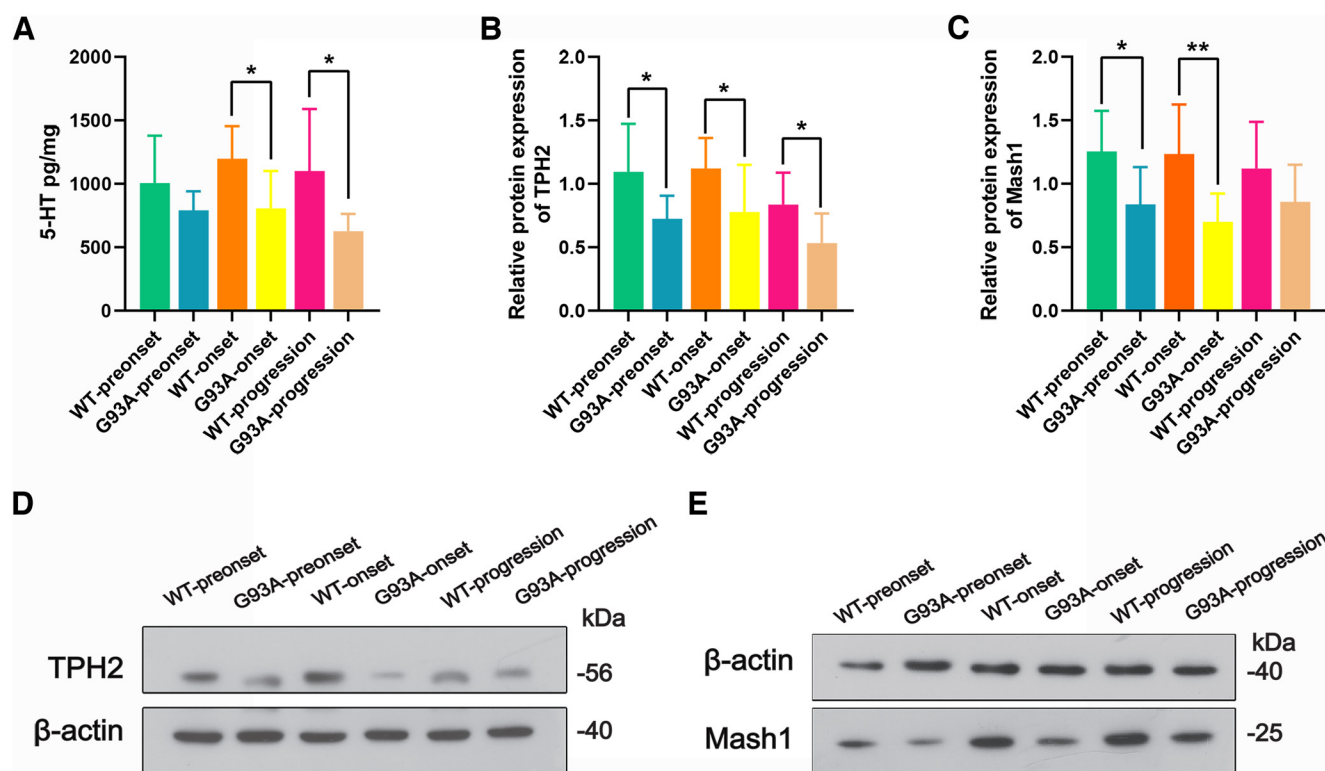 A
5-HT pg/mg
2000
1500
1000
500
0
*
*
WT-preonset
G93A-preonset
WT-onset
G93A-onset
WT-progression
G93A-progression
B
Relative protein expression
of TPH2
2.0
1.5
1.0
0.5
0.0
*
*
*
WT-preonset
G93A-preonset
WT-onset
G93A-onset
WT-progression
G93A-progression
C
Relative protein expression
of Mash1
2.0
1.5
1.0
0.5
0.0
*
**
WT-preonset
G93A-preonset
WT-onset
G93A-onset
WT-progression
G93A-progression
D
WT-preonset
G93A-preonset
WT-onset
G93A-onset
WT-progression
G93A-progression
kDa
TPH2
-56
β-actin
-40
E
WT-preonset
G93A-preonset
WT-onset
G93A-onset
WT-progression
G93A-progression
kDa
β-actin
-40
Mash1
-25